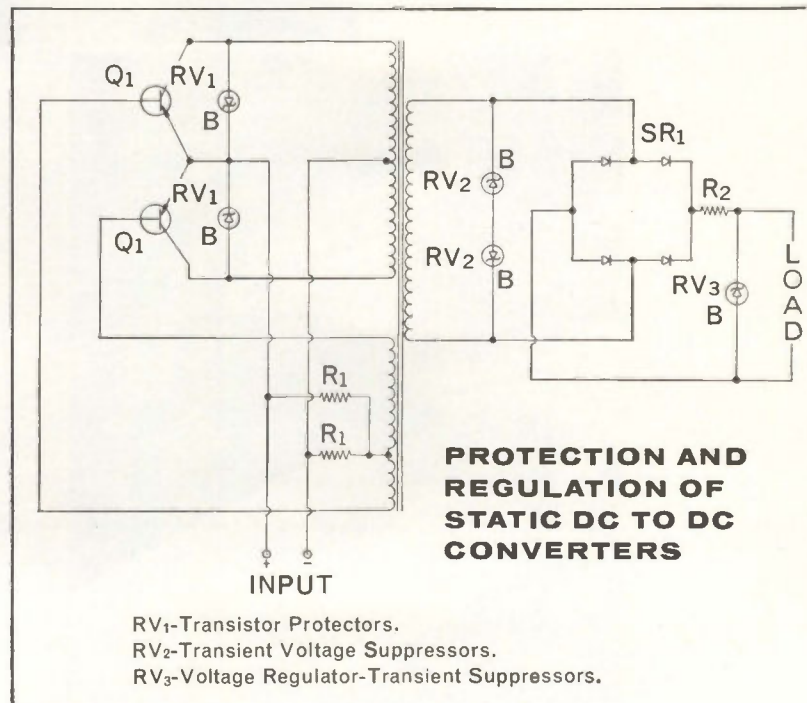 Q1
RV1
B
RV1
Q1
B
B
RV2
RV2
B
SR1
R2
RV3
B
LOAD
R1
R1
+ -
INPUT
PROTECTION AND
REGULATION OF
STATIC DC TO DC
CONVERTERS
RV1-Transistor Protectors.
RV2-Transient Voltage Suppressors.
RV3-Voltage Regulator-Transient Suppressors.